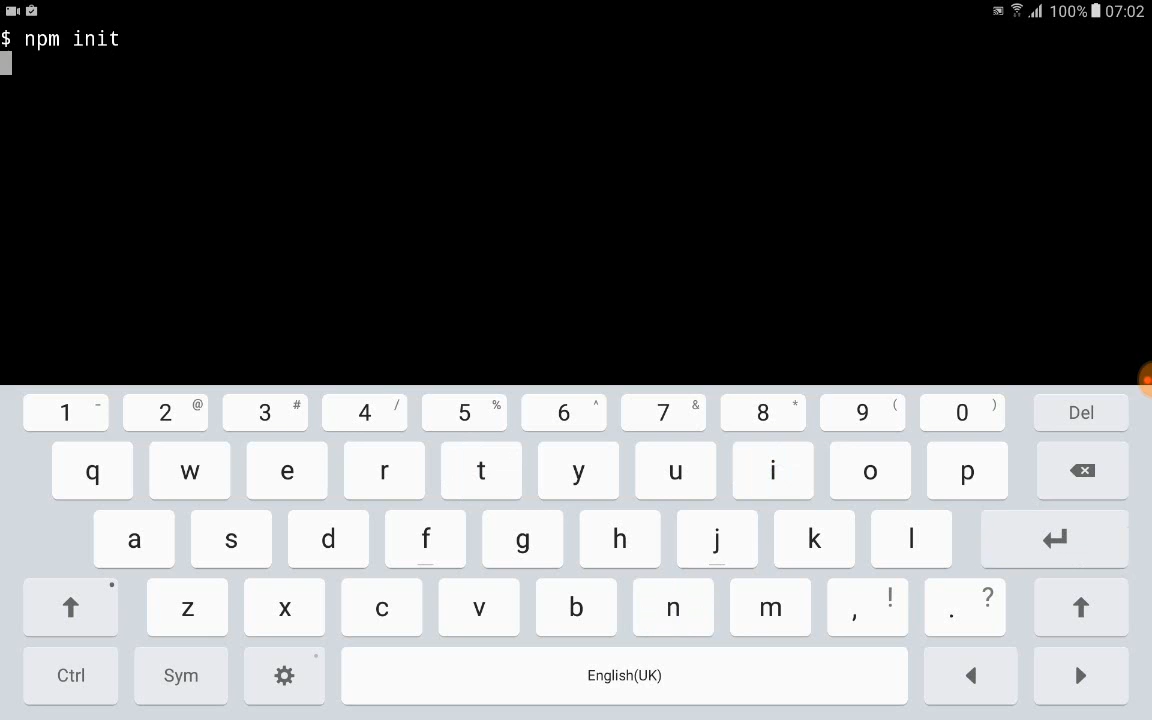 100% 07:02
$ npm init
1 - 2 @ 3 # 4 / 5 % 6 ^ 7 & 8 * 9 ( 0 ) Del
q w e r t y u i o p
a s d f g h j k l
z x c v b n m , ! . ?
Ctrl Sym English(UK)